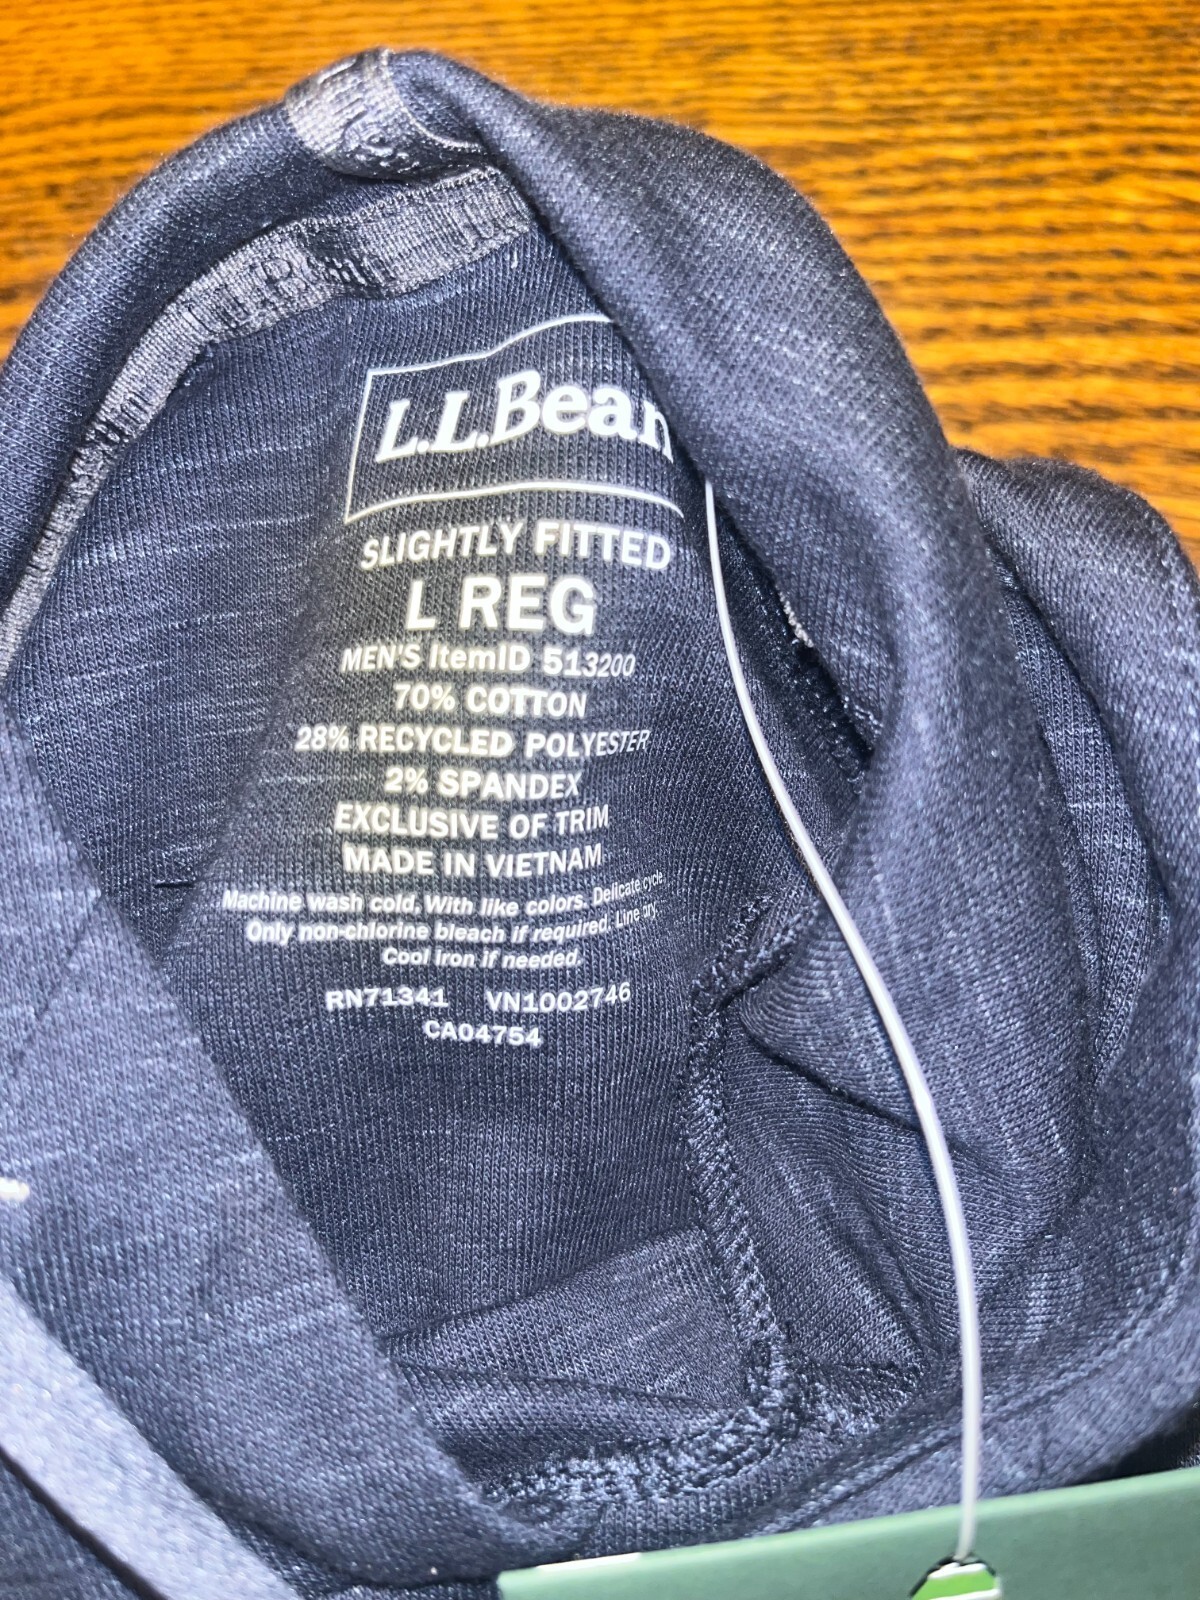 L.L.Bean
SLIGHTLY FITTED
L REG
MEN'S ItemID 513200
70% COTTON
28% RECYCLED POLYESTER
2% SPANDEX
EXCLUSIVE OF TRIM
MADE IN VIETNAM
Machine wash cold. With like colors. Delicate cycle.
Only non-chlorine bleach if required. Line dry.
Cool iron if needed.
RN71341 VN1002746
CA04754